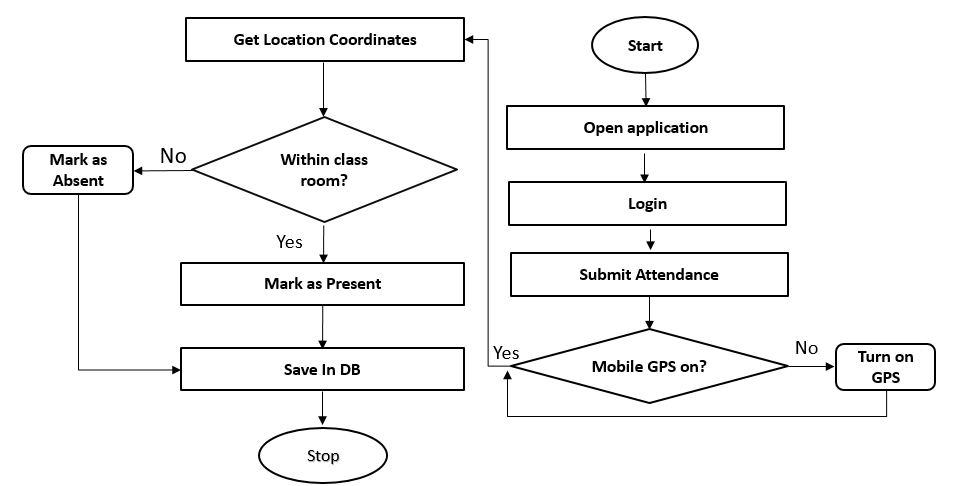 Start
Open application
Login
Submit Attendance
Mobile GPS on?
No
Turn on
GPS
Yes
Get Location Coordinates
Within class
room?
No
Mark as
Absent
Yes
Mark as Present
Save In DB
Stop